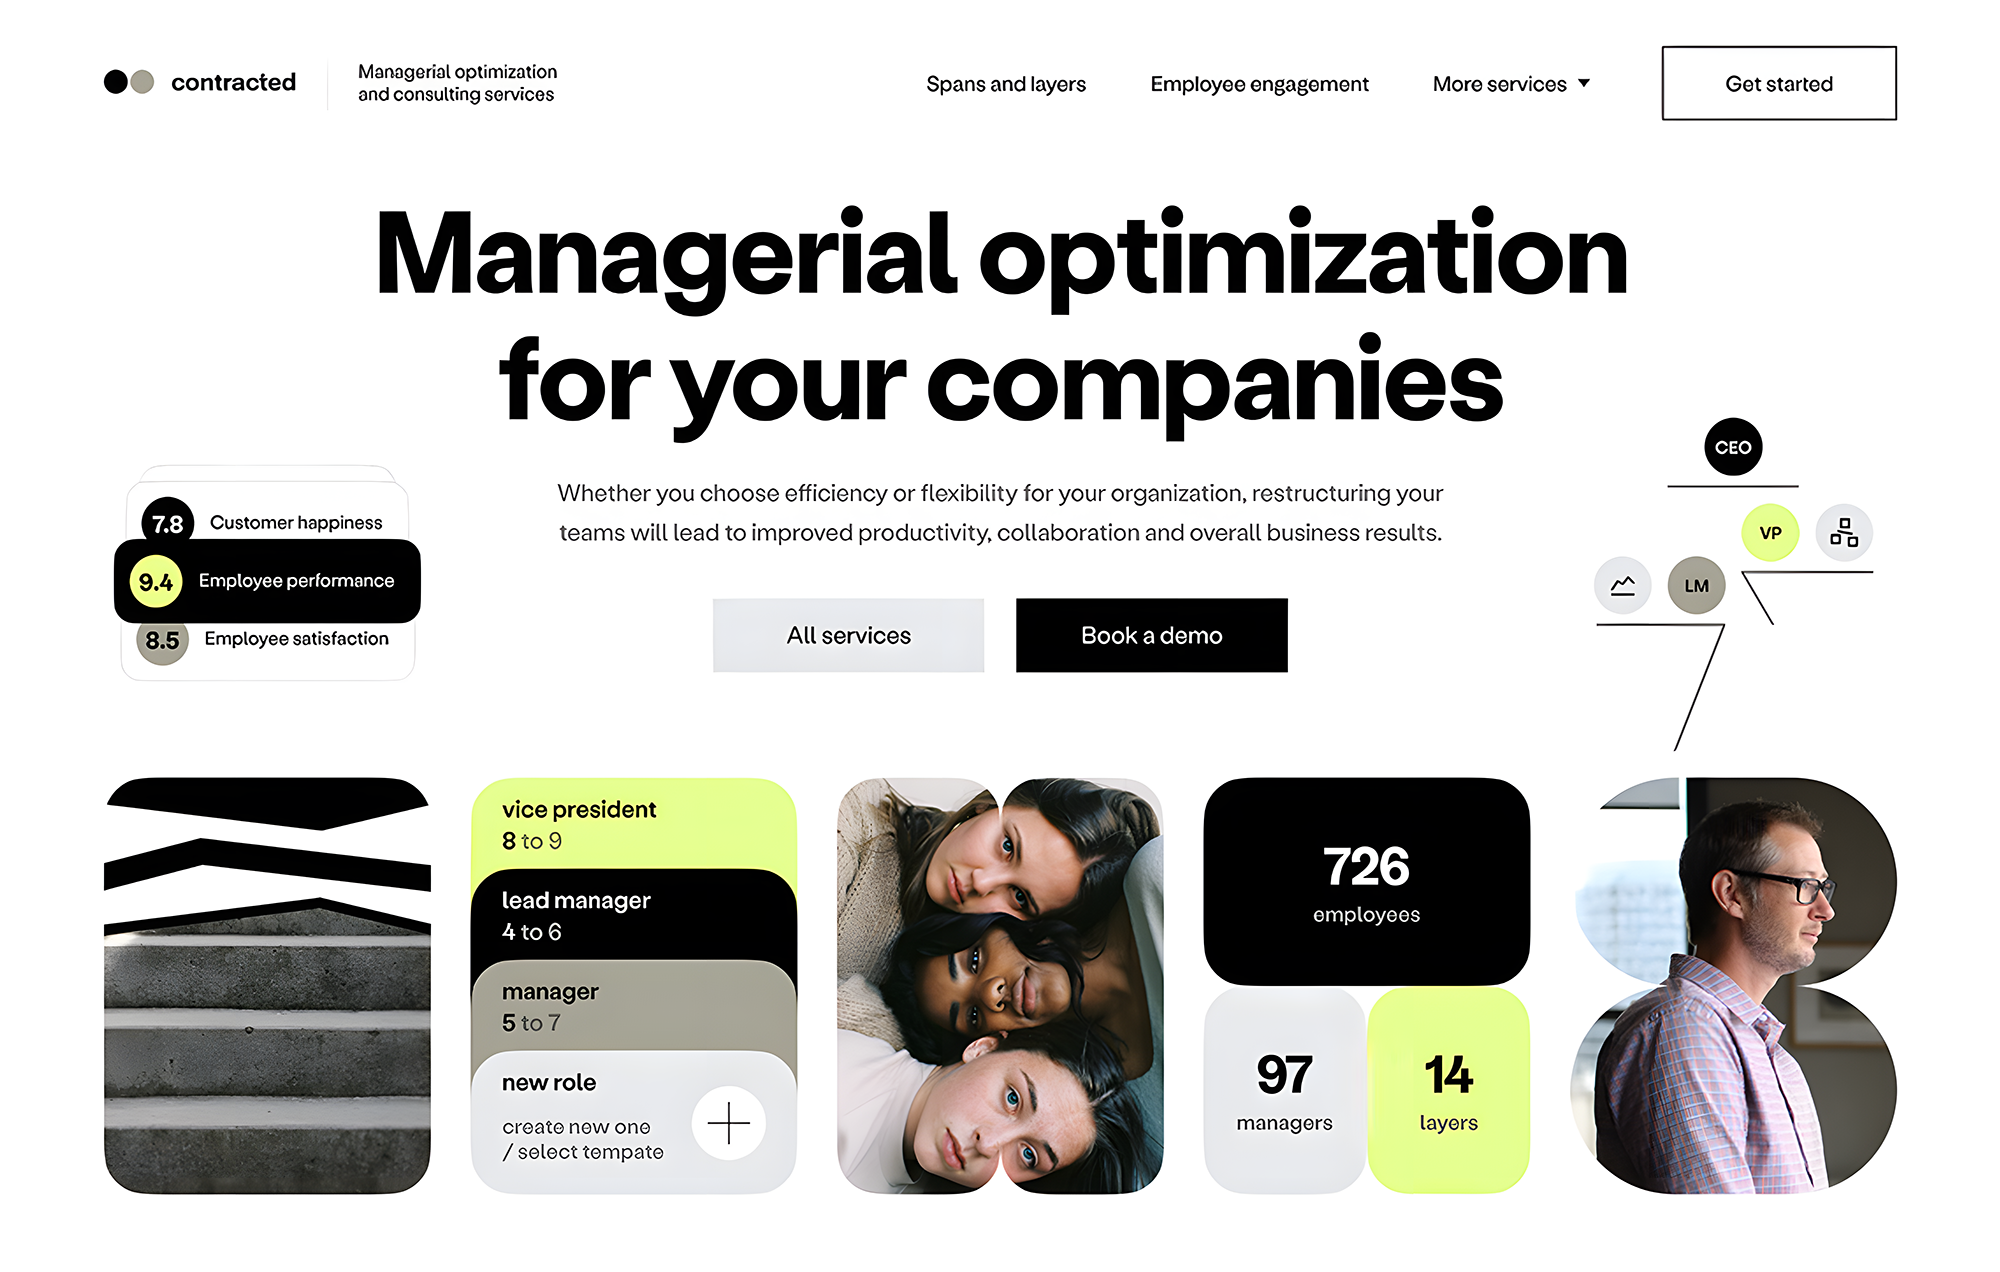 contracted
Managerial optimization
and consulting services
Spans and layers
Employee engagement
More services
Get started
Managerial optimization
for your companies
Whether you choose efficiency or flexibility for your organization, restructuring your
teams will lead to improved productivity, collaboration and overall business results.
All services
Book a demo
7.8 Customer happiness
9.4 Employee performance
8.5 Employee satisfaction
CEO
VP
LM
vice president
8 to 9
lead manager
4 to 6
manager
5 to 7
new role
create new one
/ select tempate
726
employees
97
managers
14
layers